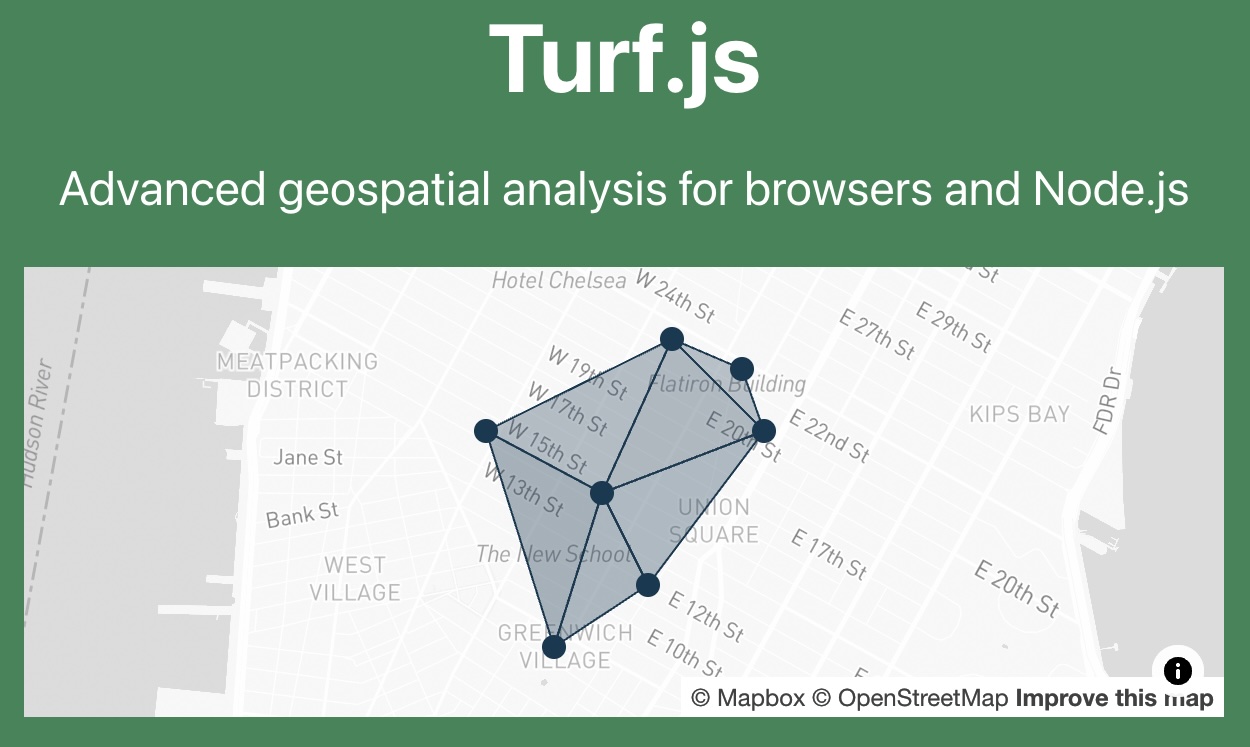 Turf.js
Advanced geospatial analysis for browsers and Node.js
Hotel Chelsea
W 24th St
E 27th St
E 29th St
MEATPACKING
DISTRICT
W 19th St
Flatiron Building
W 17th St
KIPS BAY
FDR Dr
Hudson River
W 15th St
E 20th St
E 22nd St
Jane St
W 13th St
Bank St
UNION
SQUARE
The New School
E 17th St
WEST
VILLAGE
E 20th St
E 12th St
GREENWICH
VILLAGE
E 10th St
© Mapbox © OpenStreetMap Improve this map